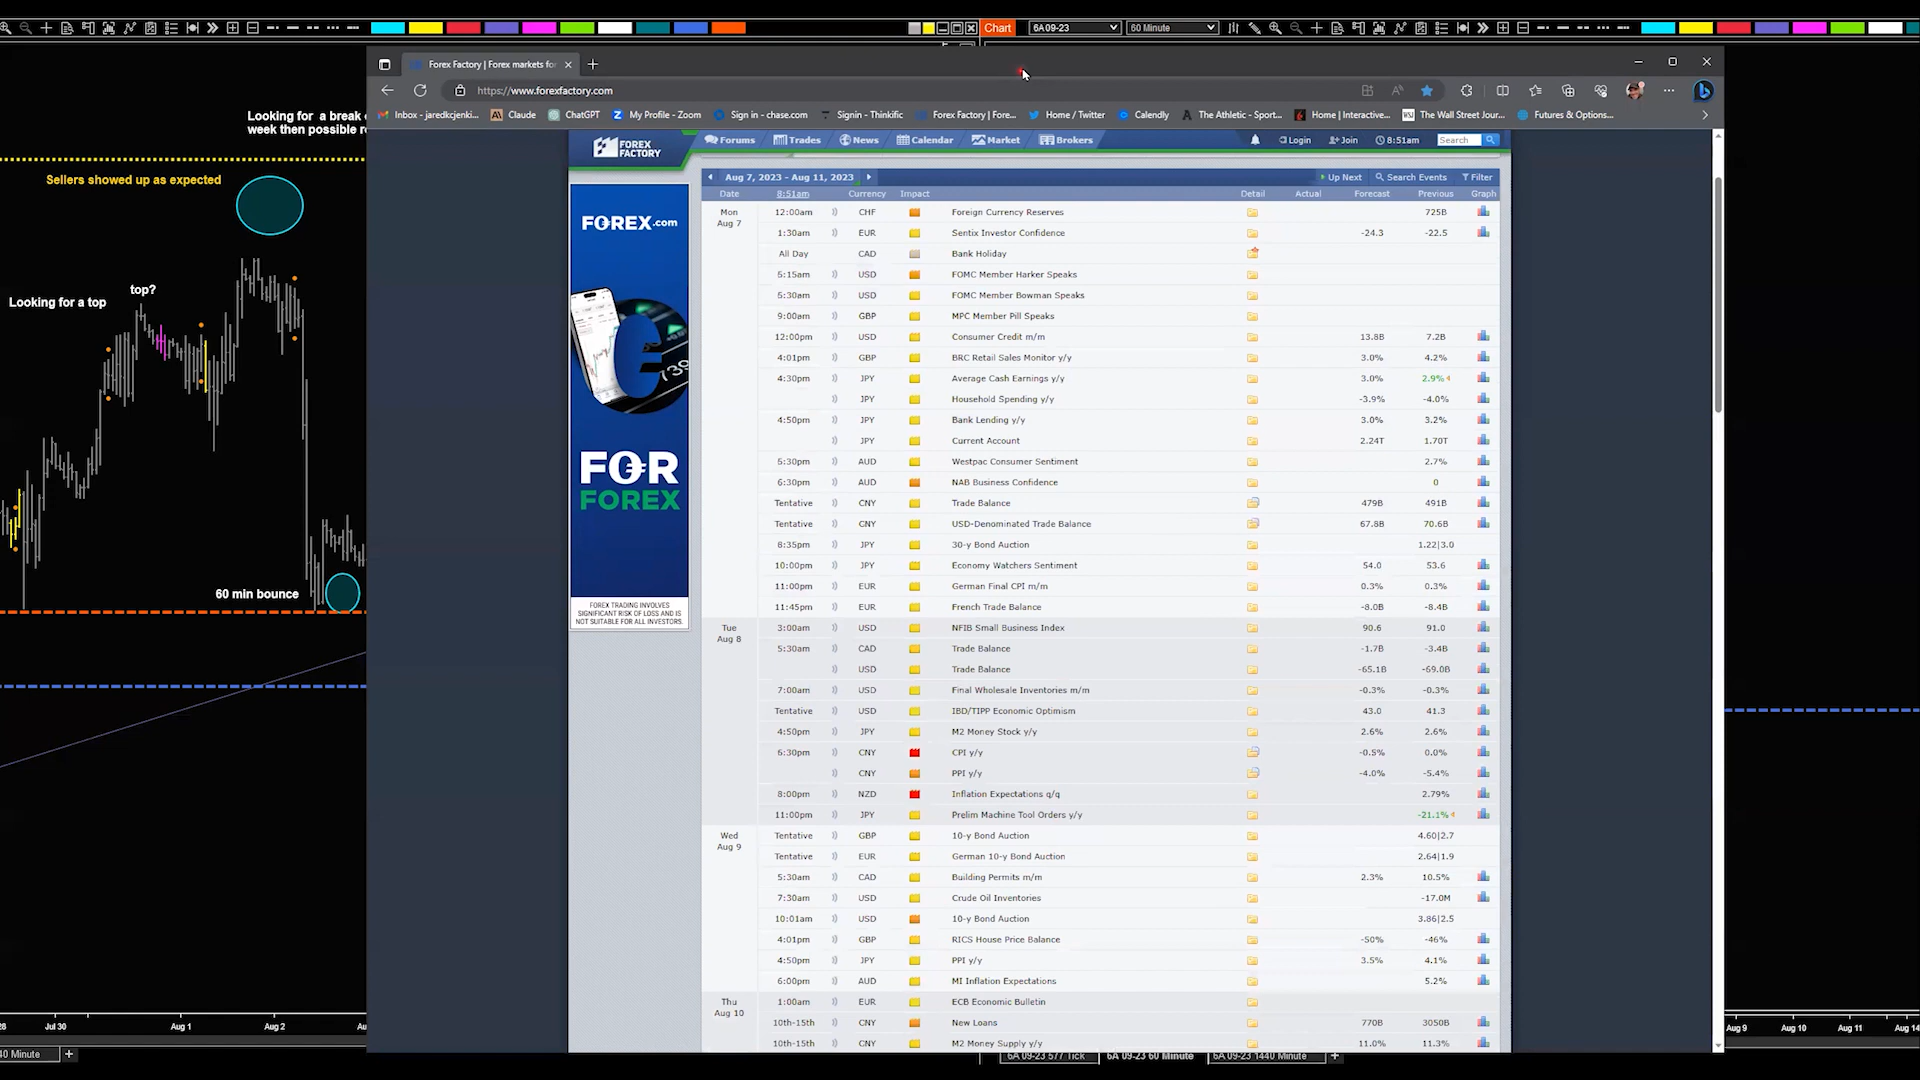 Chart 6A 09-23 60 Minute
Forex Factory | Forex markets for
https://www.forexfactory.com
Inbox - jaredkcjenki... Claude ChatGPT My Profile - Zoom Sign in - chase.com Signin - Thinkific Forex Factory | Fore... Home / Twitter Calendly The Athletic - Sport... Home | Interactive... The Wall Street Jour... Futures & Options...
Looking for a break
week then possible
Sellers showed up as expected
top?
Looking for a top
60 min bounce
FOREX FACTORY
Forums Trades News Calendar Market Brokers Login Join 8:51am Search
FOREX.com
FOR
FOREX
FOREX TRADING INVOLVES
SIGNIFICANT RISK OF LOSS AND IS
NOT SUITABLE FOR ALL INVESTORS.
Aug 7, 2023 - Aug 11, 2023 Up Next Search Events Filter
Date 8:51am Currency Impact Detail Actual Forecast Previous Graph
Mon Aug 7 12:00am CHF Foreign Currency Reserves 725B
1:30am EUR Sentix Investor Confidence -24.3 -22.5
All Day CAD Bank Holiday
5:15am USD FOMC Member Harker Speaks
5:30am USD FOMC Member Bowman Speaks
9:00am GBP MPC Member Pill Speaks
12:00pm USD Consumer Credit m/m 13.8B 7.2B
4:01pm GBP BRC Retail Sales Monitor y/y 3.0% 4.2%
4:30pm JPY Average Cash Earnings y/y 3.0% 2.9%
JPY Household Spending y/y -3.9% -4.0%
4:50pm JPY Bank Lending y/y 3.0% 3.2%
JPY Current Account 2.24T 1.70T
5:30pm AUD Westpac Consumer Sentiment 2.7%
6:30pm AUD NAB Business Confidence 0
Tentative CNY Trade Balance 479B 491B
Tentative CNY USD-Denominated Trade Balance 67.8B 70.6B
8:35pm JPY 30-y Bond Auction 1.22|3.0
10:00pm JPY Economy Watchers Sentiment 54.0 53.6
11:00pm EUR German Final CPI m/m 0.3% 0.3%
11:45pm EUR French Trade Balance -8.0B -8.4B
Tue Aug 8 3:00am USD NFIB Small Business Index 90.6 91.0
5:30am CAD Trade Balance -1.7B -3.4B
USD Trade Balance -65.1B -69.0B
7:00am USD Final Wholesale Inventories m/m -0.3% -0.3%
Tentative USD IBD/TIPP Economic Optimism 43.0 41.3
4:50pm JPY M2 Money Stock y/y 2.6% 2.6%
6:30pm CNY CPI y/y -0.5% 0.0%
CNY PPI y/y -4.0% -5.4%
8:00pm NZD Inflation Expectations q/q 2.79%
11:00pm JPY Prelim Machine Tool Orders y/y -21.1%
Wed Aug 9 Tentative GBP 10-y Bond Auction 4.60|2.7
Tentative EUR German 10-y Bond Auction 2.64|1.9
5:30am CAD Building Permits m/m 2.3% 10.5%
7:30am USD Crude Oil Inventories -17.0M
10:01am USD 10-y Bond Auction 3.86|2.5
4:01pm GBP RICS House Price Balance -50% -46%
4:50pm JPY PPI y/y 3.5% 4.1%
6:00pm AUD MI Inflation Expectations 5.2%
Thu Aug 10 1:00am EUR ECB Economic Bulletin
10th-15th CNY New Loans 770B 3050B
10th-15th CNY M2 Money Supply y/y 11.0% 11.3%
Jul 30 Aug 1 Aug 2 Aug 9 Aug 10 Aug 11 Aug 14
40 Minute + 6A 09-23 577 Tick 6A 09-23 60 Minute 6A 09-23 1440 Minute +